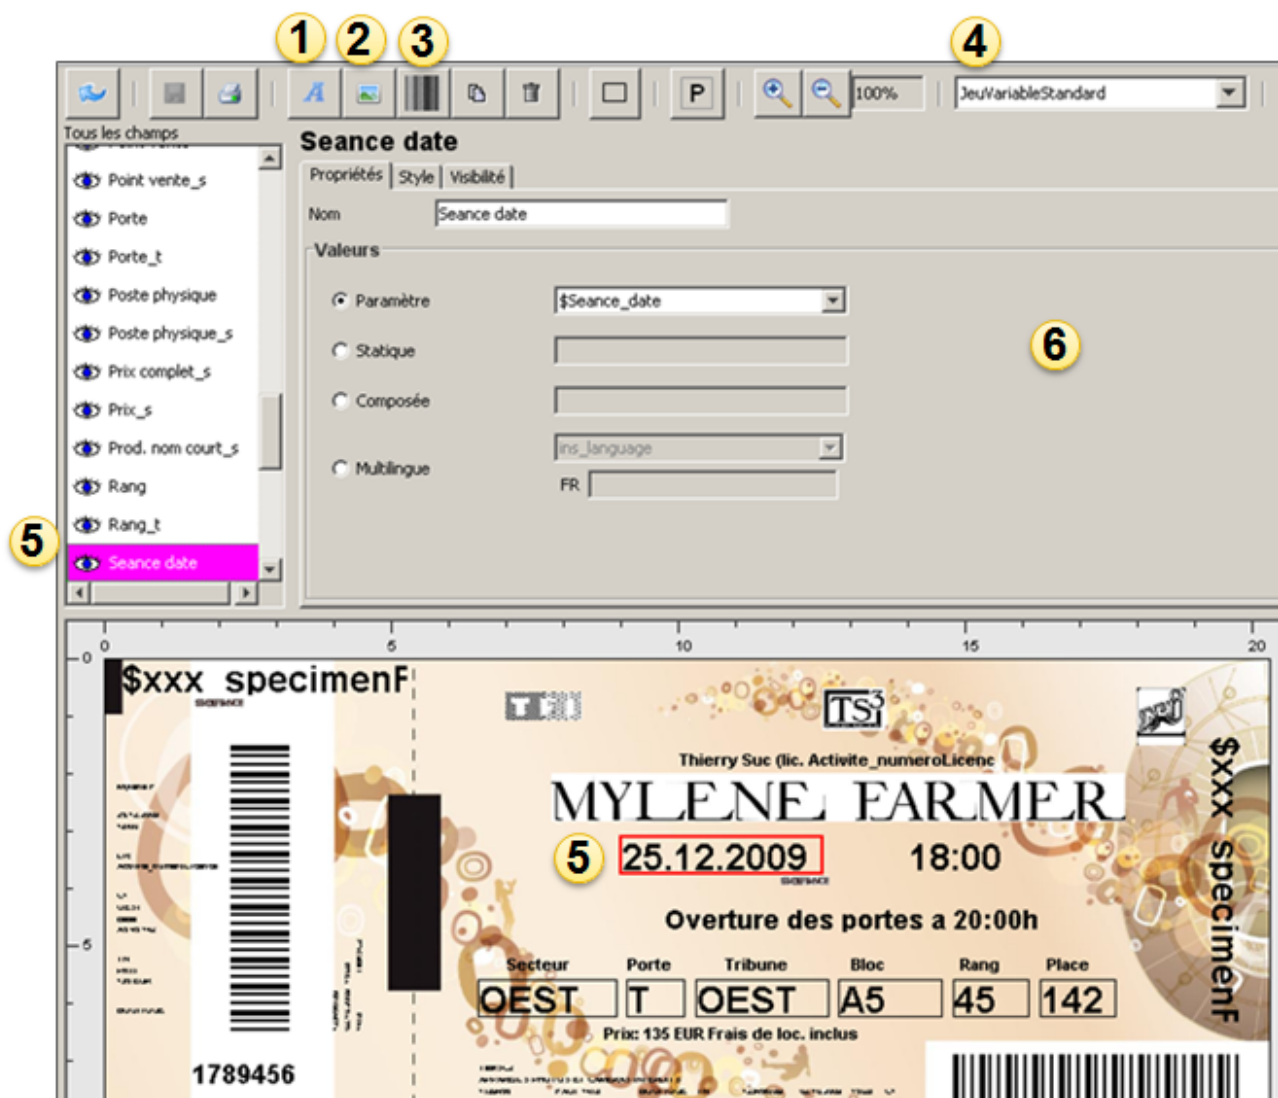 1 2 3 4
A P 100% JeuVariableStandard
Tous les champs
Point vente_s
Porte
Porte_t
Poste physique
Poste physique_s
Prix complet_s
Prix_s
Prod. nom court_s
Rang
Rang_t
5 Seance date
Seance date
Propriétés Style Visibilité
Nom Seance date
Valeurs
Paramètre $Seance_date
Statique
6
Composée
ins_language
Multilingue
FR
0 5 10 15 20
0
5
$xxx specimenF
TS3
NRJ
Thierry Suc (lic. Activite_numeroLicenc
MYLENE FARMER
5 25.12.2009 18:00
Overture des portes a 20:00h
Secteur Porte Tribune Bloc Rang Place
OEST T OEST A5 45 142
Prix: 135 EUR Frais de loc. inclus
$xxx specimenF
1789456